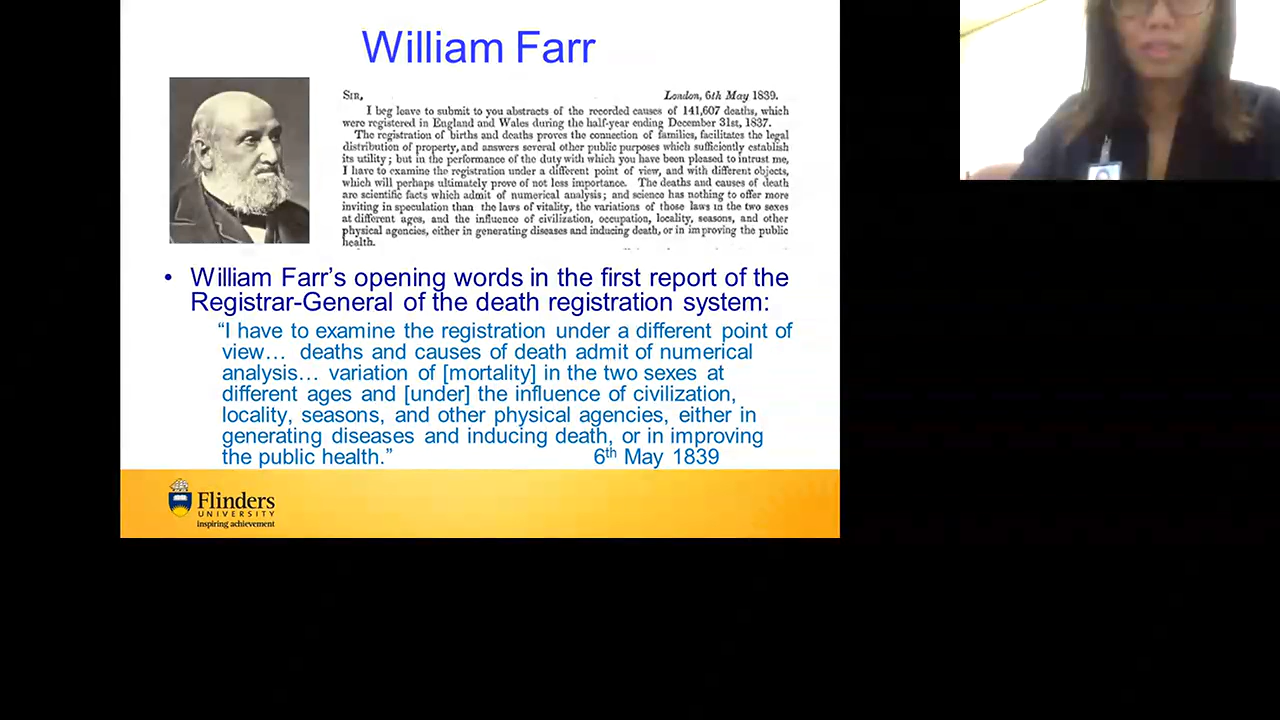 William Farr
SIR, London, 6th May 1839.
I beg leave to submit to you abstracts of the recorded causes of 141,607 deaths, which
were registered in England and Wales during the half-year ending December 31st, 1837.
The registration of births and deaths proves the connection of families, facilitates the legal
distribution of property, and answers several other public purposes which sufficiently establish
its utility; but in the performance of the duty with which you have been pleased to intrust me,
I have to examine the registration under a different point of view, and with different objects,
which will perhaps ultimately prove of not less importance. The deaths and causes of death
are scientific facts which admit of numerical analysis; and science has nothing to offer more
inviting in speculation than the laws of vitality, the variations of those laws in the two sexes
at different ages, and the influence of civilization, occupation, locality, seasons, and other
physical agencies, either in generating diseases and inducing death, or in improving the public
health.
• William Farr’s opening words in the first report of the
Registrar-General of the death registration system:
“I have to examine the registration under a different point of
view… deaths and causes of death admit of numerical
analysis… variation of [mortality] in the two sexes at
different ages and [under] the influence of civilization,
locality, seasons, and other physical agencies, either in
generating diseases and inducing death, or in improving
the public health.” 6th May 1839
Flinders
UNIVERSITY
inspiring achievement